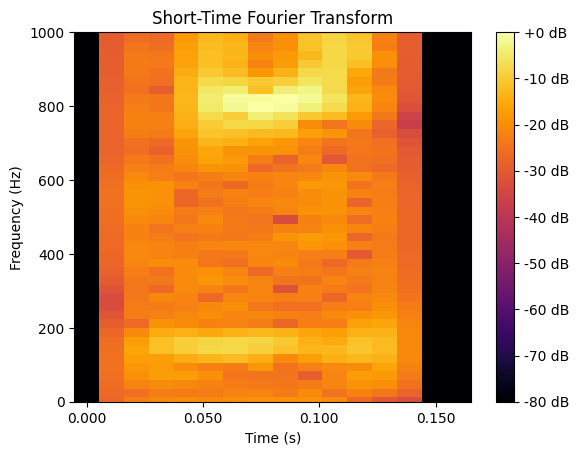 Short-Time Fourier Transform
1000
800
600
400
200
0
Frequency (Hz)
0.000
0.050
0.100
0.150
Time (s)
+0 dB
-10 dB
-20 dB
-30 dB
-40 dB
-50 dB
-60 dB
-70 dB
-80 dB